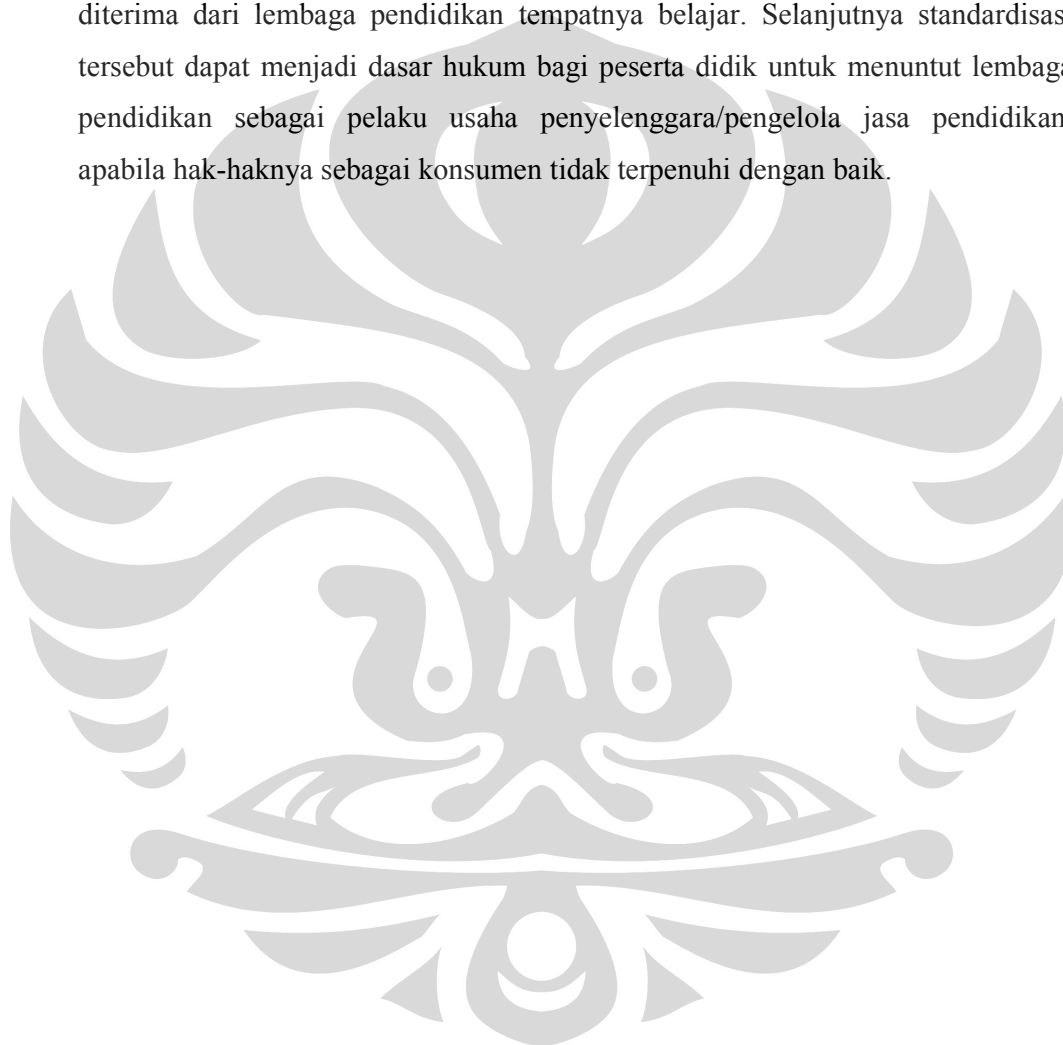 diterima dari lembaga pendidikan tempatnya belajar. Selanjutnya standardisas
tersebut dapat menjadi dasar hukum bagi peserta didik untuk menuntut lembaga
pendidikan sebagai pelaku usaha penyelenggara/pengelola jasa pendidikan
apabila hak-haknya sebagai konsumen tidak terpenuhi dengan baik.